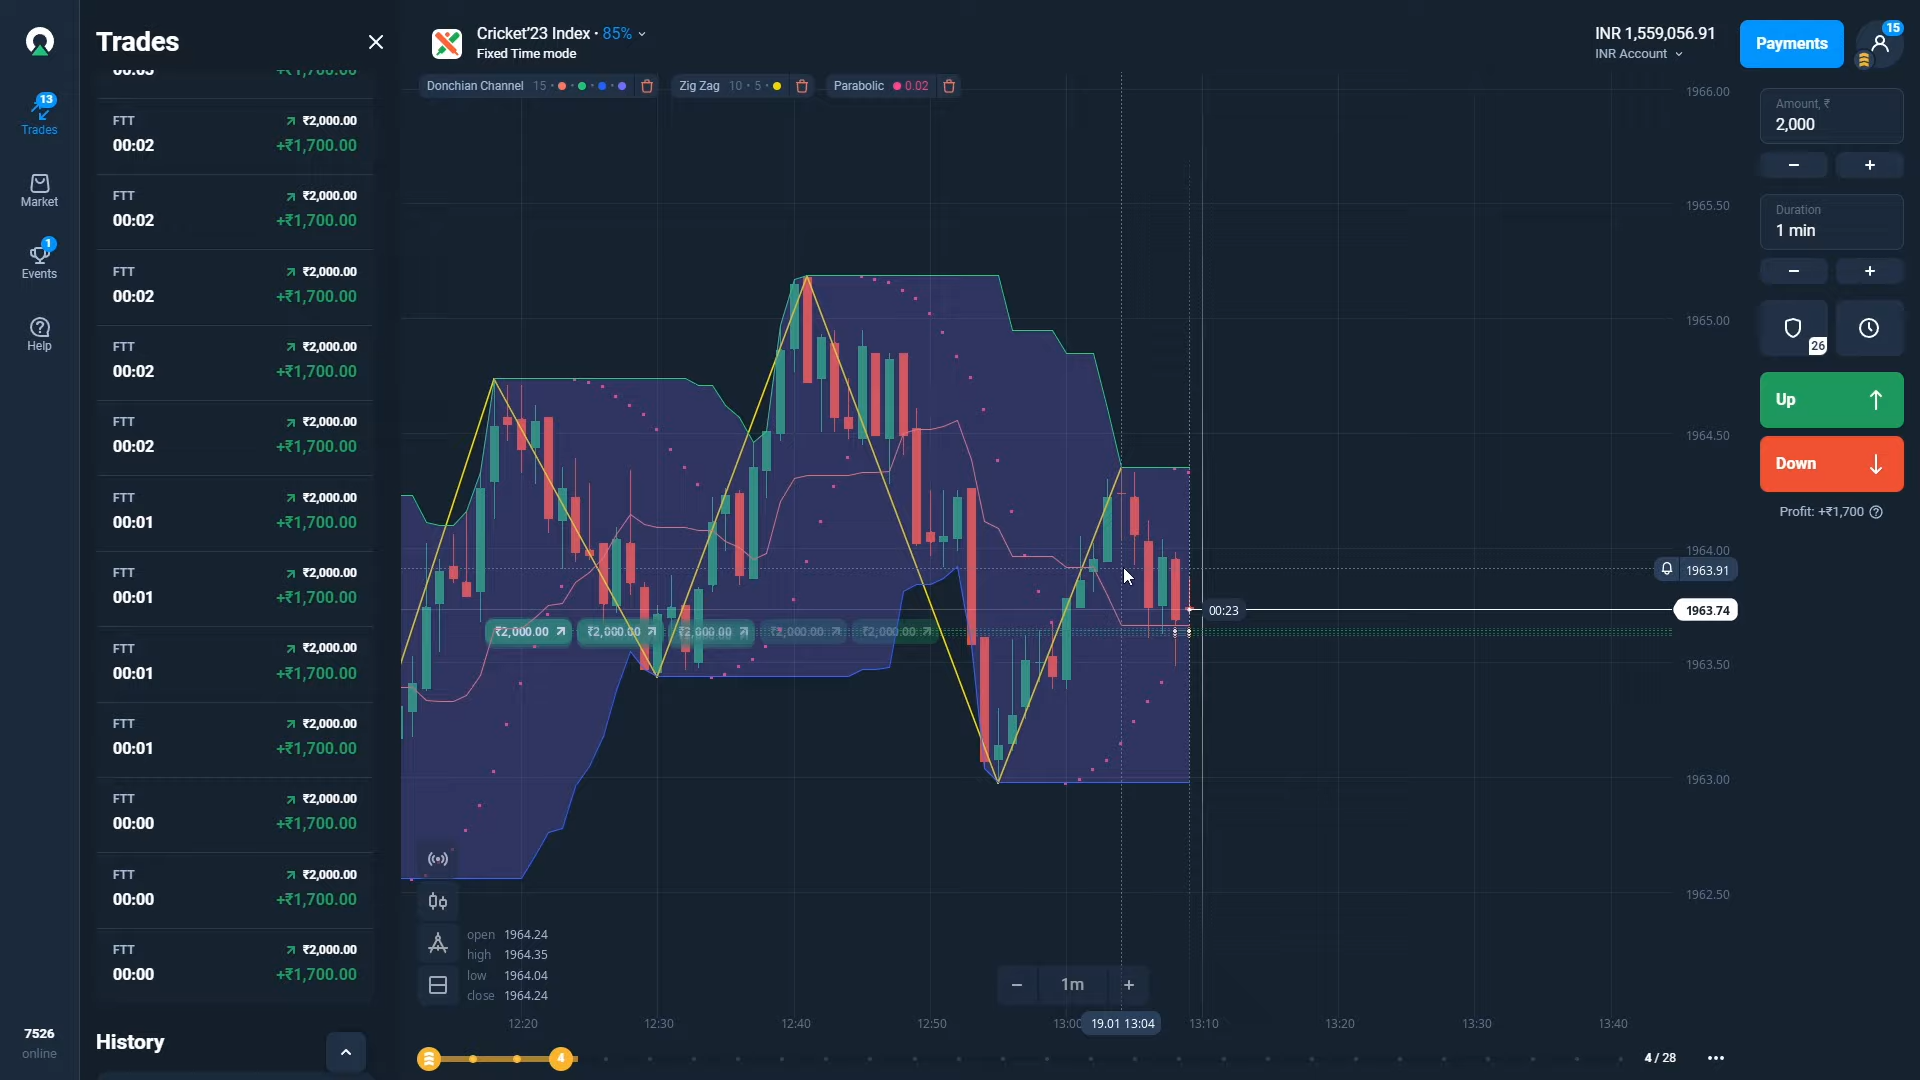 Trades
Cricket'23 Index · 85%
Fixed Time mode
INR 1,559,056.91
INR Account
Payments
15
13
Trades
Market
1
Events
Help
7526
online
00:03 +₹1,700.00
FTT ₹2,000.00
00:02 +₹1,700.00
FTT ₹2,000.00
00:02 +₹1,700.00
FTT ₹2,000.00
00:02 +₹1,700.00
FTT ₹2,000.00
00:02 +₹1,700.00
FTT ₹2,000.00
00:02 +₹1,700.00
FTT ₹2,000.00
00:01 +₹1,700.00
FTT ₹2,000.00
00:01 +₹1,700.00
FTT ₹2,000.00
00:01 +₹1,700.00
FTT ₹2,000.00
00:01 +₹1,700.00
FTT ₹2,000.00
00:00 +₹1,700.00
FTT ₹2,000.00
00:00 +₹1,700.00
FTT ₹2,000.00
00:00 +₹1,700.00
History
Donchian Channel 15 · · · ·
Zig Zag 10 · 5 ·
Parabolic 0.02
₹2,000.00 ₹2,000.00 ₹2,000.00 ₹2,000.00 ₹2,000.00
00:23
1966.00
1965.50
1965.00
1964.50
1964.00
1963.91
1963.74
1963.50
1963.00
1962.50
open 1964.24
high 1964.35
low 1964.04
close 1964.24
− 1m +
12:20 12:30 12:40 12:50 13:00 19.01 13:04 13:10 13:20 13:30 13:40
4
4 / 28
Amount, ₹
2,000
− +
Duration
1 min
− +
26
Up
Down
Profit: +₹1,700